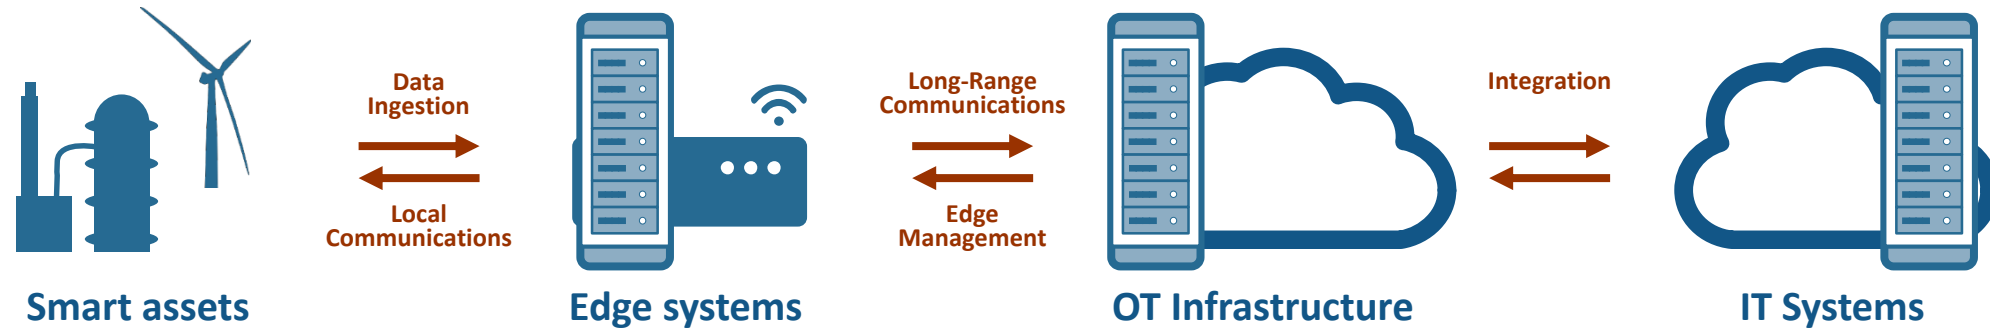 Data
Ingestion
Local
Communications
Long-Range
Communications
Edge
Management
Integration
Smart assets
Edge systems
OT Infrastructure
IT Systems